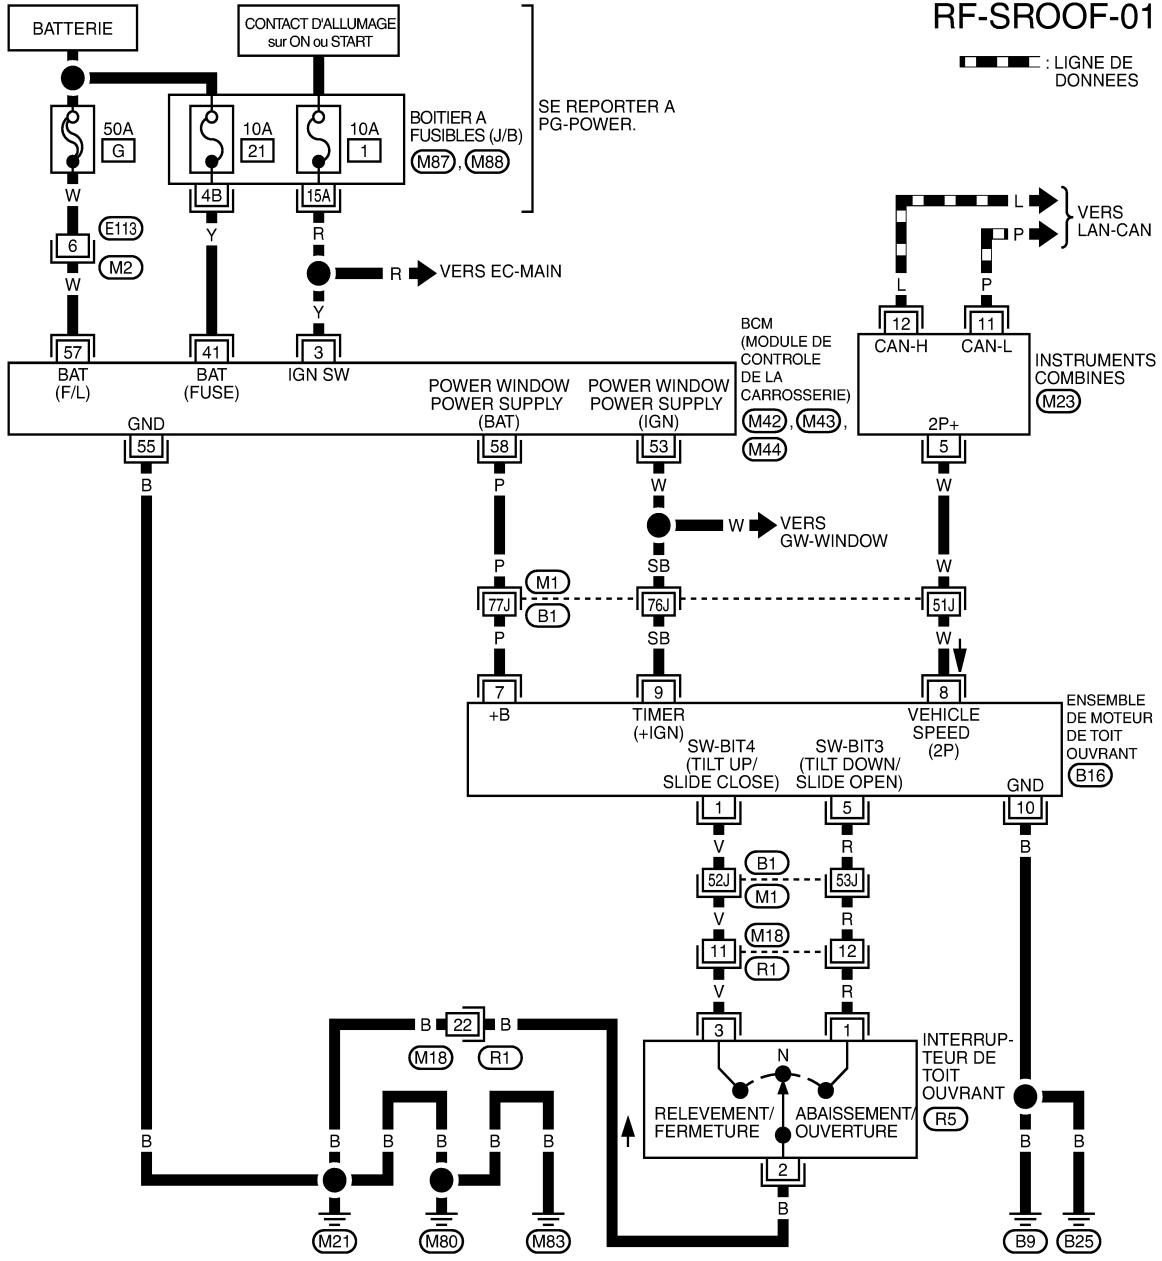 RF-SROOF-01
BATTERIE
CONTACT D'ALLUMAGE
sur ON ou START
: LIGNE DE
DONNEES
50A
G
10A
21
10A
1
BOITIER A
FUSIBLES (J/B)
M87 , M88
SE REPORTER A
PG-POWER.
4B
15A
W
Y
R
6
E113
M2
W
R
VERS EC-MAIN
Y
L
P
VERS
LAN-CAN
L
P
57
41
3
12
11
BAT
(F/L)
BAT
(FUSE)
IGN SW
GND
POWER WINDOW
POWER SUPPLY
(BAT)
POWER WINDOW
POWER SUPPLY
(IGN)
BCM
(MODULE DE
CONTROLE
DE LA
CARROSSERIE)
M42 , M43 ,
M44
CAN-H
CAN-L
2P+
INSTRUMENTS
COMBINES
M23
55
58
53
5
B
P
W
W
W
VERS
GW-WINDOW
P
SB
W
77J
M1
B1
76J
51J
P
SB
W
7
9
8
+B
TIMER
(+IGN)
VEHICLE
SPEED
(2P)
SW-BIT4
(TILT UP/
SLIDE CLOSE)
SW-BIT3
(TILT DOWN/
SLIDE OPEN)
GND
ENSEMBLE
DE MOTEUR
DE TOIT
OUVRANT
B16
1
5
10
V
R
B
52J
B1
M1
53J
V
R
11
M18
R1
12
V
R
3
1
N
RELEVEMENT/
FERMETURE
ABAISSEMENT/
OUVERTURE
INTERRUP-
TEUR DE
TOIT
OUVRANT
R5
2
B
B
22
B
M18
R1
B
B
B
B
B
B
B
B
M21
M80
M83
B9
B25